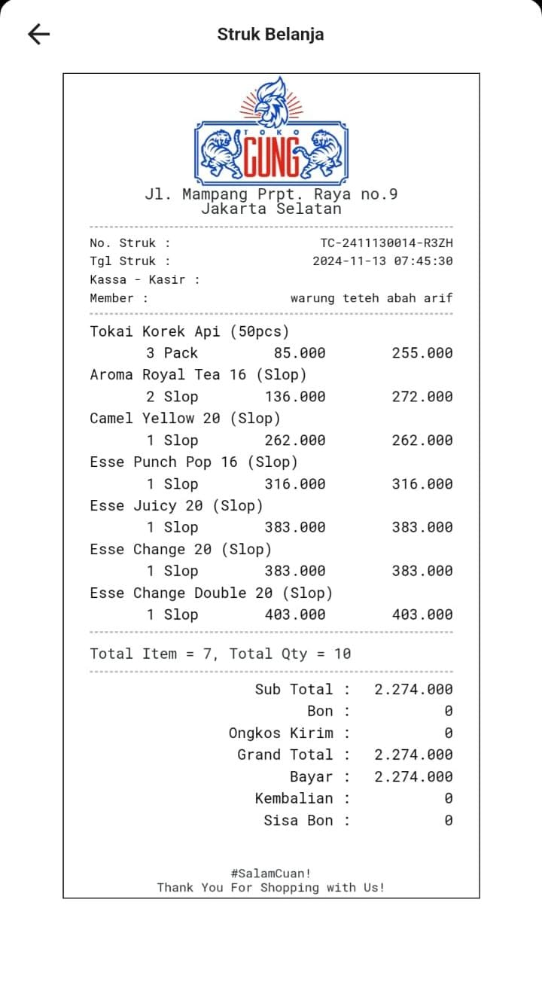 Struk Belanja
TOKO
CUNG
Jl. Mampang Prpt. Raya no.9
Jakarta Selatan
No. Struk : TC-2411130014-R3ZH
Tgl Struk : 2024-11-13 07:45:30
Kassa - Kasir :
Member : warung teteh abah arif
Tokai Korek Api (50pcs)
3 Pack 85.000 255.000
Aroma Royal Tea 16 (Slop)
2 Slop 136.000 272.000
Camel Yellow 20 (Slop)
1 Slop 262.000 262.000
Esse Punch Pop 16 (Slop)
1 Slop 316.000 316.000
Esse Juicy 20 (Slop)
1 Slop 383.000 383.000
Esse Change 20 (Slop)
1 Slop 383.000 383.000
Esse Change Double 20 (Slop)
1 Slop 403.000 403.000
Total Item = 7, Total Qty = 10
Sub Total : 2.274.000
Bon : 0
Ongkos Kirim : 0
Grand Total : 2.274.000
Bayar : 2.274.000
Kembalian : 0
Sisa Bon : 0
#SalamCuan!
Thank You For Shopping with Us!